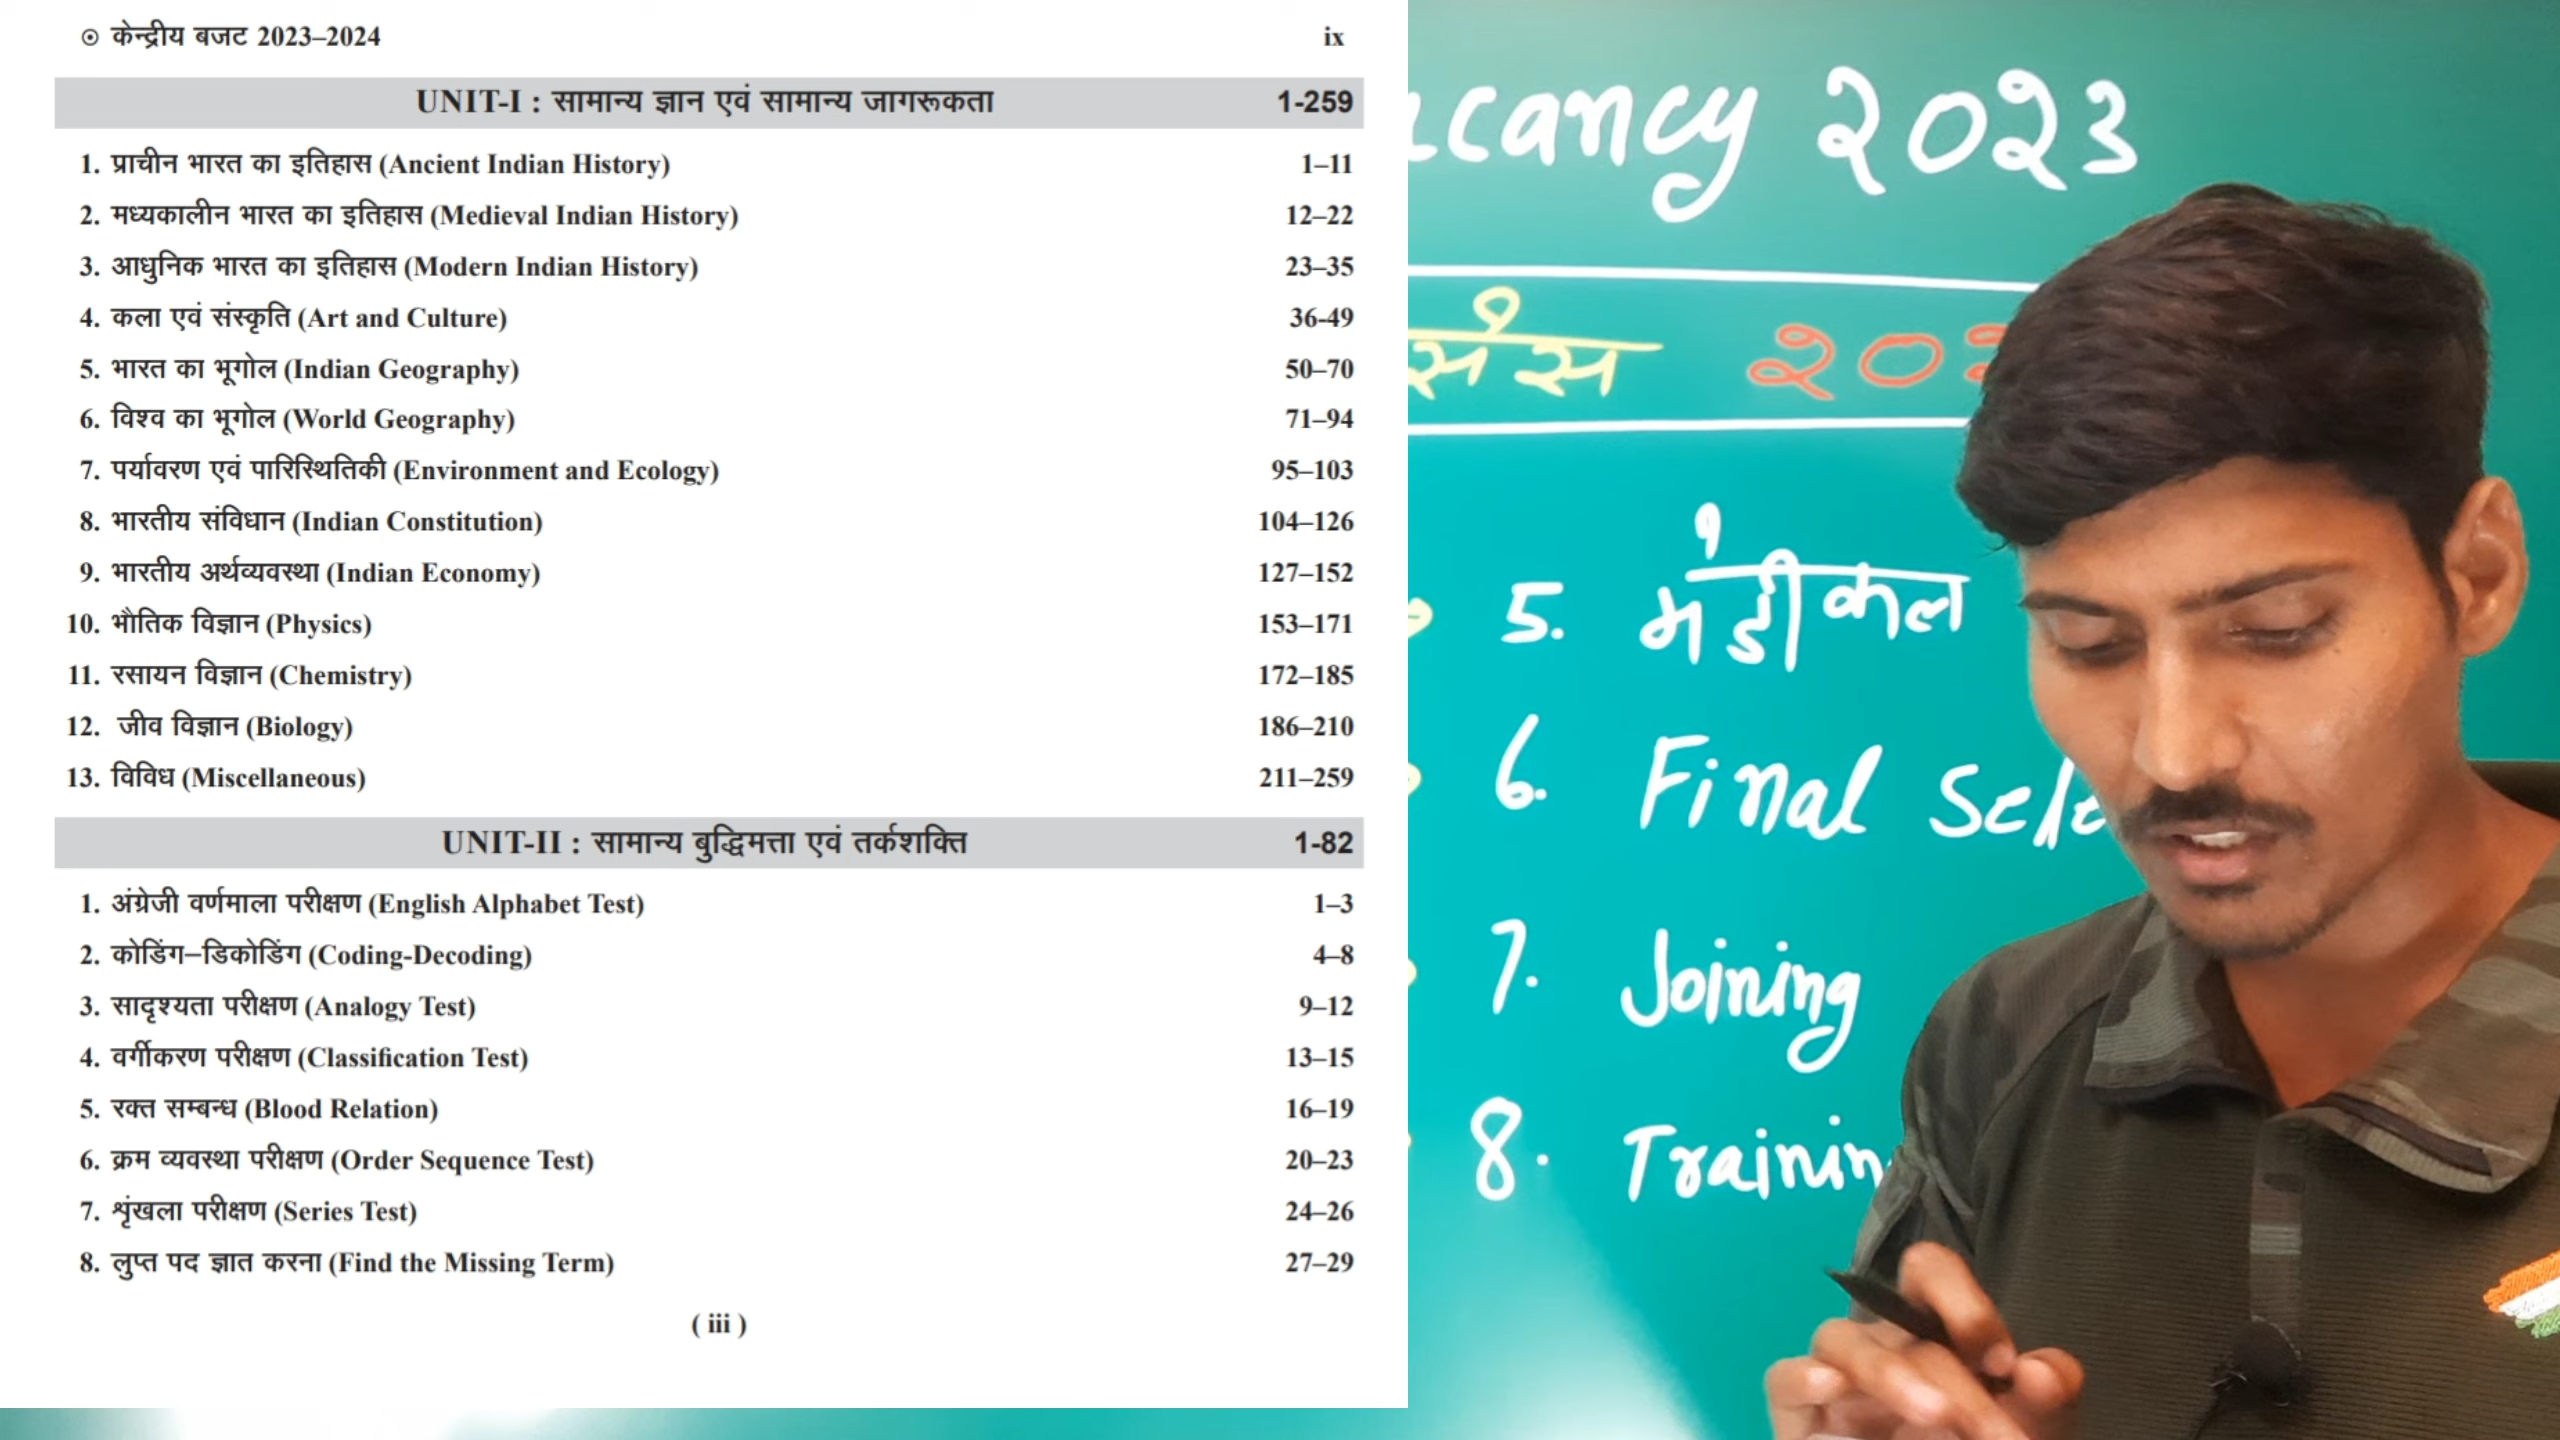 ⊙ केन्द्रीय बजट 2023–2024 ix
UNIT-I : सामान्य ज्ञान एवं सामान्य जागरूकता 1-259
1. प्राचीन भारत का इतिहास (Ancient Indian History) 1–11
2. मध्यकालीन भारत का इतिहास (Medieval Indian History) 12–22
3. आधुनिक भारत का इतिहास (Modern Indian History) 23–35
4. कला एवं संस्कृति (Art and Culture) 36-49
5. भारत का भूगोल (Indian Geography) 50–70
6. विश्व का भूगोल (World Geography) 71–94
7. पर्यावरण एवं पारिस्थितिकी (Environment and Ecology) 95–103
8. भारतीय संविधान (Indian Constitution) 104–126
9. भारतीय अर्थव्यवस्था (Indian Economy) 127–152
10. भौतिक विज्ञान (Physics) 153–171
11. रसायन विज्ञान (Chemistry) 172–185
12. जीव विज्ञान (Biology) 186–210
13. विविध (Miscellaneous) 211–259
UNIT-II : सामान्य बुद्धिमत्ता एवं तर्कशक्ति 1-82
1. अंग्रेजी वर्णमाला परीक्षण (English Alphabet Test) 1–3
2. कोडिंग–डिकोडिंग (Coding-Decoding) 4–8
3. सादृश्यता परीक्षण (Analogy Test) 9–12
4. वर्गीकरण परीक्षण (Classification Test) 13–15
5. रक्त सम्बन्ध (Blood Relation) 16–19
6. क्रम व्यवस्था परीक्षण (Order Sequence Test) 20–23
7. शृंखला परीक्षण (Series Test) 24–26
8. लुप्त पद ज्ञात करना (Find the Missing Term) 27–29
( iii )
२०२३
5. मेडीकल
6. Final
7. Joining
8. Trainin